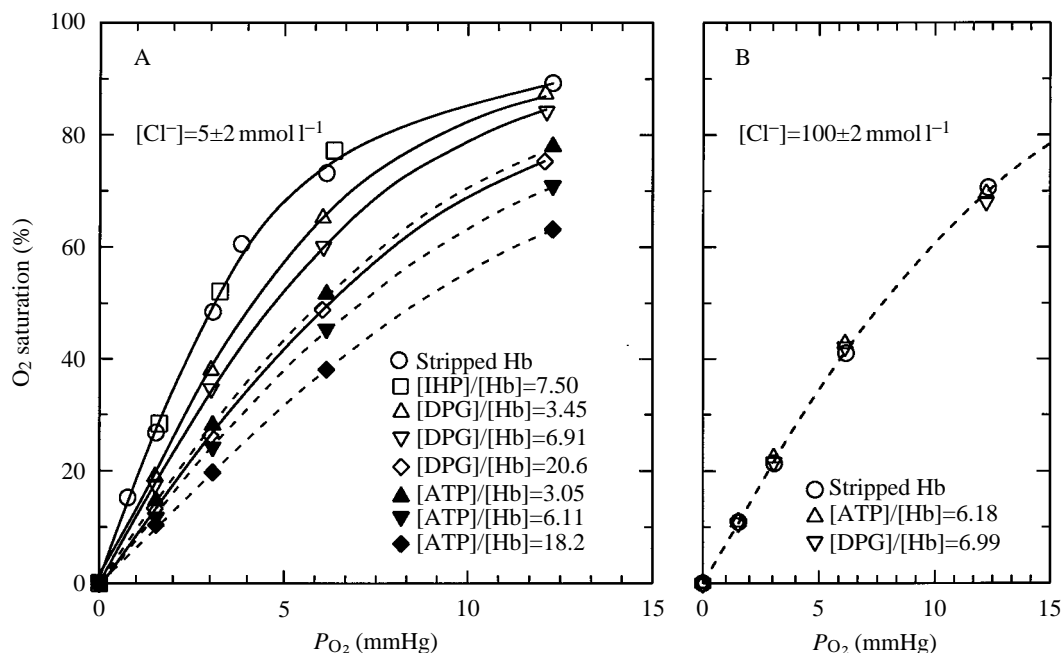 100
80
60
40
20
0
O2 saturation (%)
A
[Cl−]=5±2 mmol l−1
Stripped Hb
[IHP]/[Hb]=7.50
[DPG]/[Hb]=3.45
[DPG]/[Hb]=6.91
[DPG]/[Hb]=20.6
[ATP]/[Hb]=3.05
[ATP]/[Hb]=6.11
[ATP]/[Hb]=18.2
0 5 10 15
PO2 (mmHg)
B
[Cl−]=100±2 mmol l−1
Stripped Hb
[ATP]/[Hb]=6.18
[DPG]/[Hb]=6.99
0 5 10 15
PO2 (mmHg)